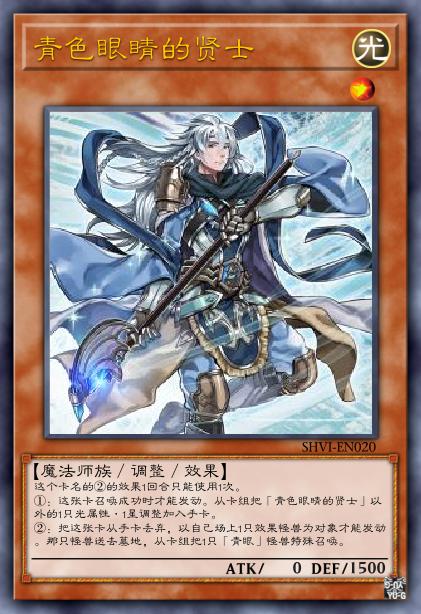 青色眼睛的贤士
光
SHVI-EN020
【魔法师族／调整／效果】
这个卡名的②的效果1回合只能使用1次。
①：这张卡召唤成功时才能发动。从卡组把「青色眼睛的贤士」以
外的1只光属性·1星调整加入手卡。
②：把这张卡从手卡丢弃，以自己场上1只效果怪兽为对象才能发动
。那只怪兽送去墓地，从卡组把1只「青眼」怪兽特殊召唤。
ATK/ 0 DEF/1500